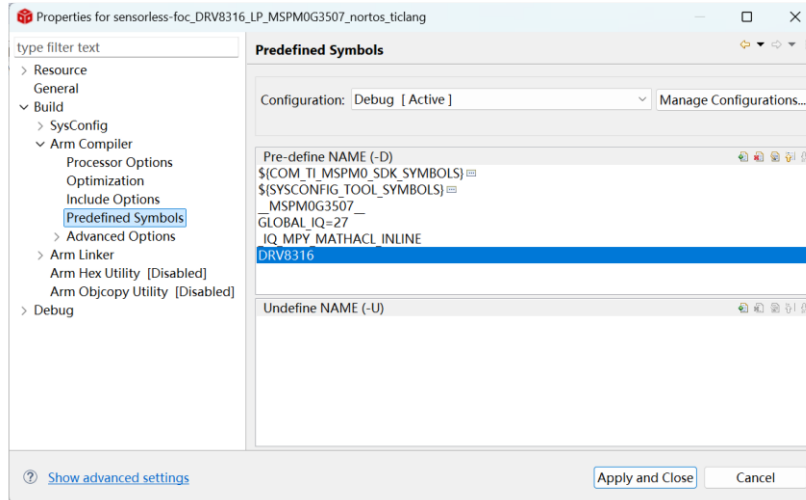 Properties for sensorless-foc_DRV8316_LP_MSPM0G3507_nortos_ticlang
type filter text
Predefined Symbols
Resource
General
Build
SysConfig
Arm Compiler
Processor Options
Optimization
Include Options
Predefined Symbols
Advanced Options
Arm Linker
Arm Hex Utility [Disabled]
Arm Objcopy Utility [Disabled]
Debug
Configuration: Debug [ Active ]
Manage Configurations...
Pre-define NAME (-D)
${COM_TI_MSPM0_SDK_SYMBOLS}
${SYSCONFIG_TOOL_SYMBOLS}
__MSPM0G3507__
GLOBAL_IQ=27
_IQ_MPY_MATHACL_INLINE
DRV8316
Undefine NAME (-U)
Show advanced settings
Apply and Close
Cancel